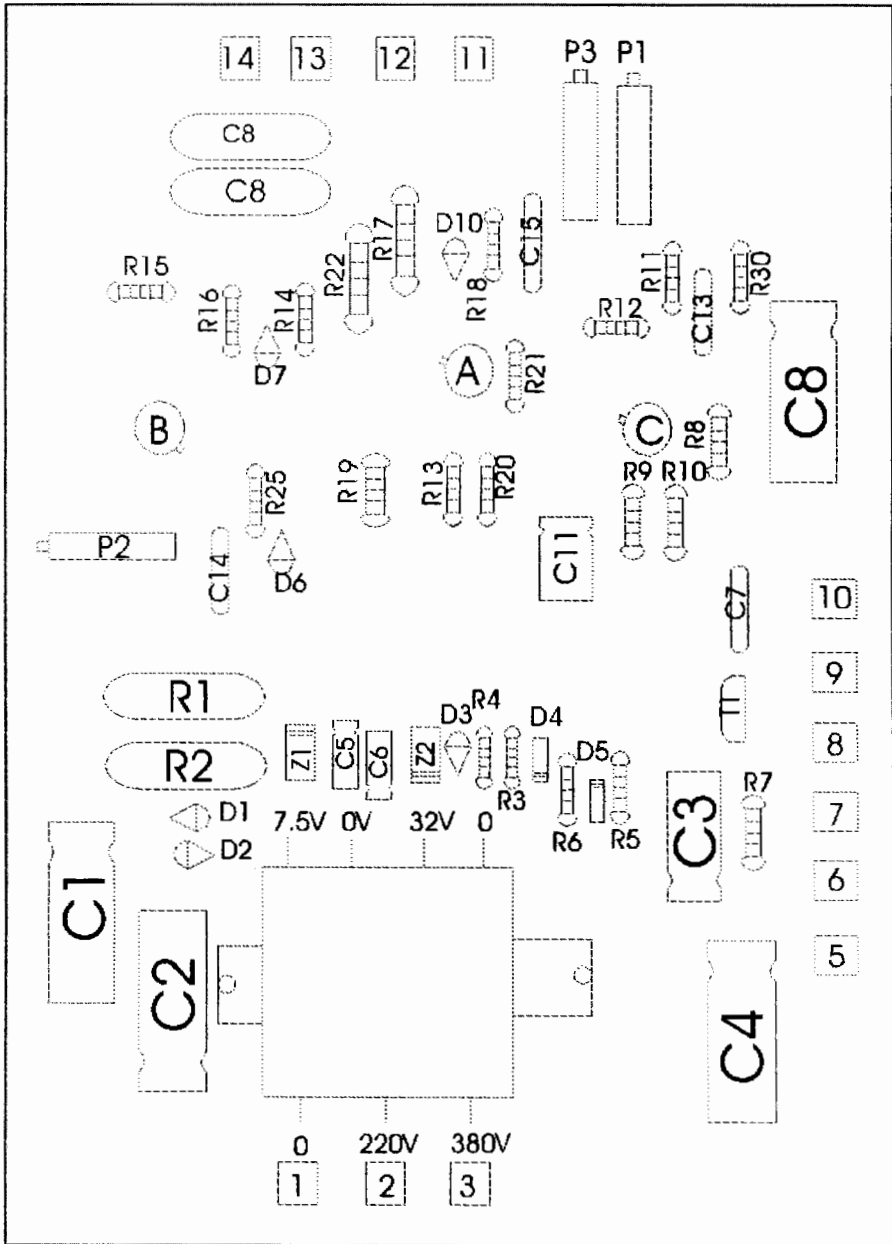 14 13 12 11
P3 P1
C8
C8
R17
D10
C15
R22
R18
R15
R16
R14
D7
R11
R30
R12
C13
A
R21
C8
B
C
R8
R9 R10
R19
R13
R20
R25
P2
C14
D6
C11
C7
10
R1
9
T1
R2
Z1
C5
C6
Z2
D3
R4
R3
D4
D5
8
R6
R5
C3
R7
7
D1
D2
7.5V 0V 32V 0
6
C1
C2
5
C4
0 220V 380V
1 2 3